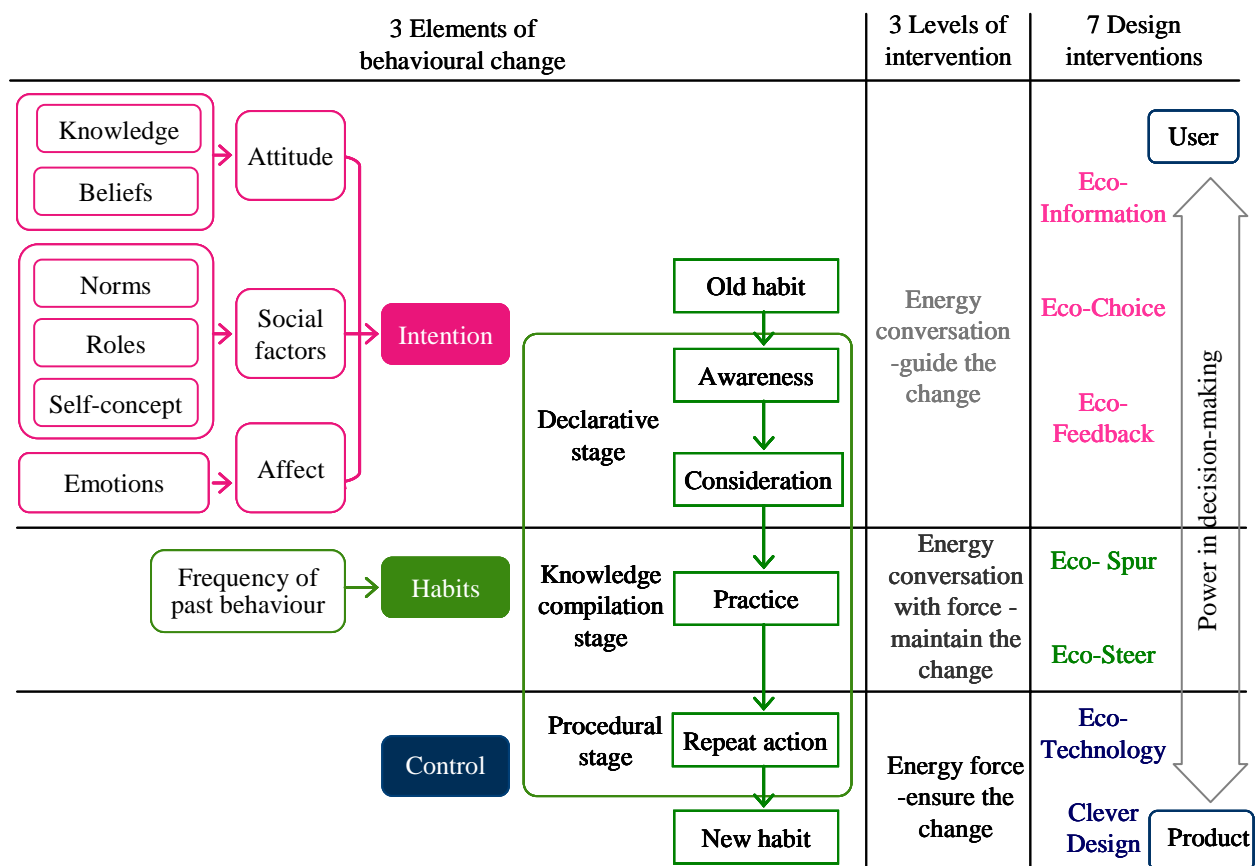 3 Elements of
behavioural change
3 Levels of
intervention
7 Design
interventions
Knowledge
Beliefs
Attitude
Norms
Roles
Self-concept
Social
factors
Emotions
Affect
Intention
Old habit
Awareness
Declarative
stage
Consideration
Energy
conversation
-guide the
change
User
Eco-
Information
Eco-Choice
Eco-
Feedback
Power in decision-making
Frequency of
past behaviour
Habits
Knowledge
compilation
stage
Practice
Energy
conversation
with force -
maintain the
change
Eco- Spur
Eco-Steer
Control
Procedural
stage
Repeat action
New habit
Energy force
-ensure the
change
Eco-
Technology
Clever
Design
Product